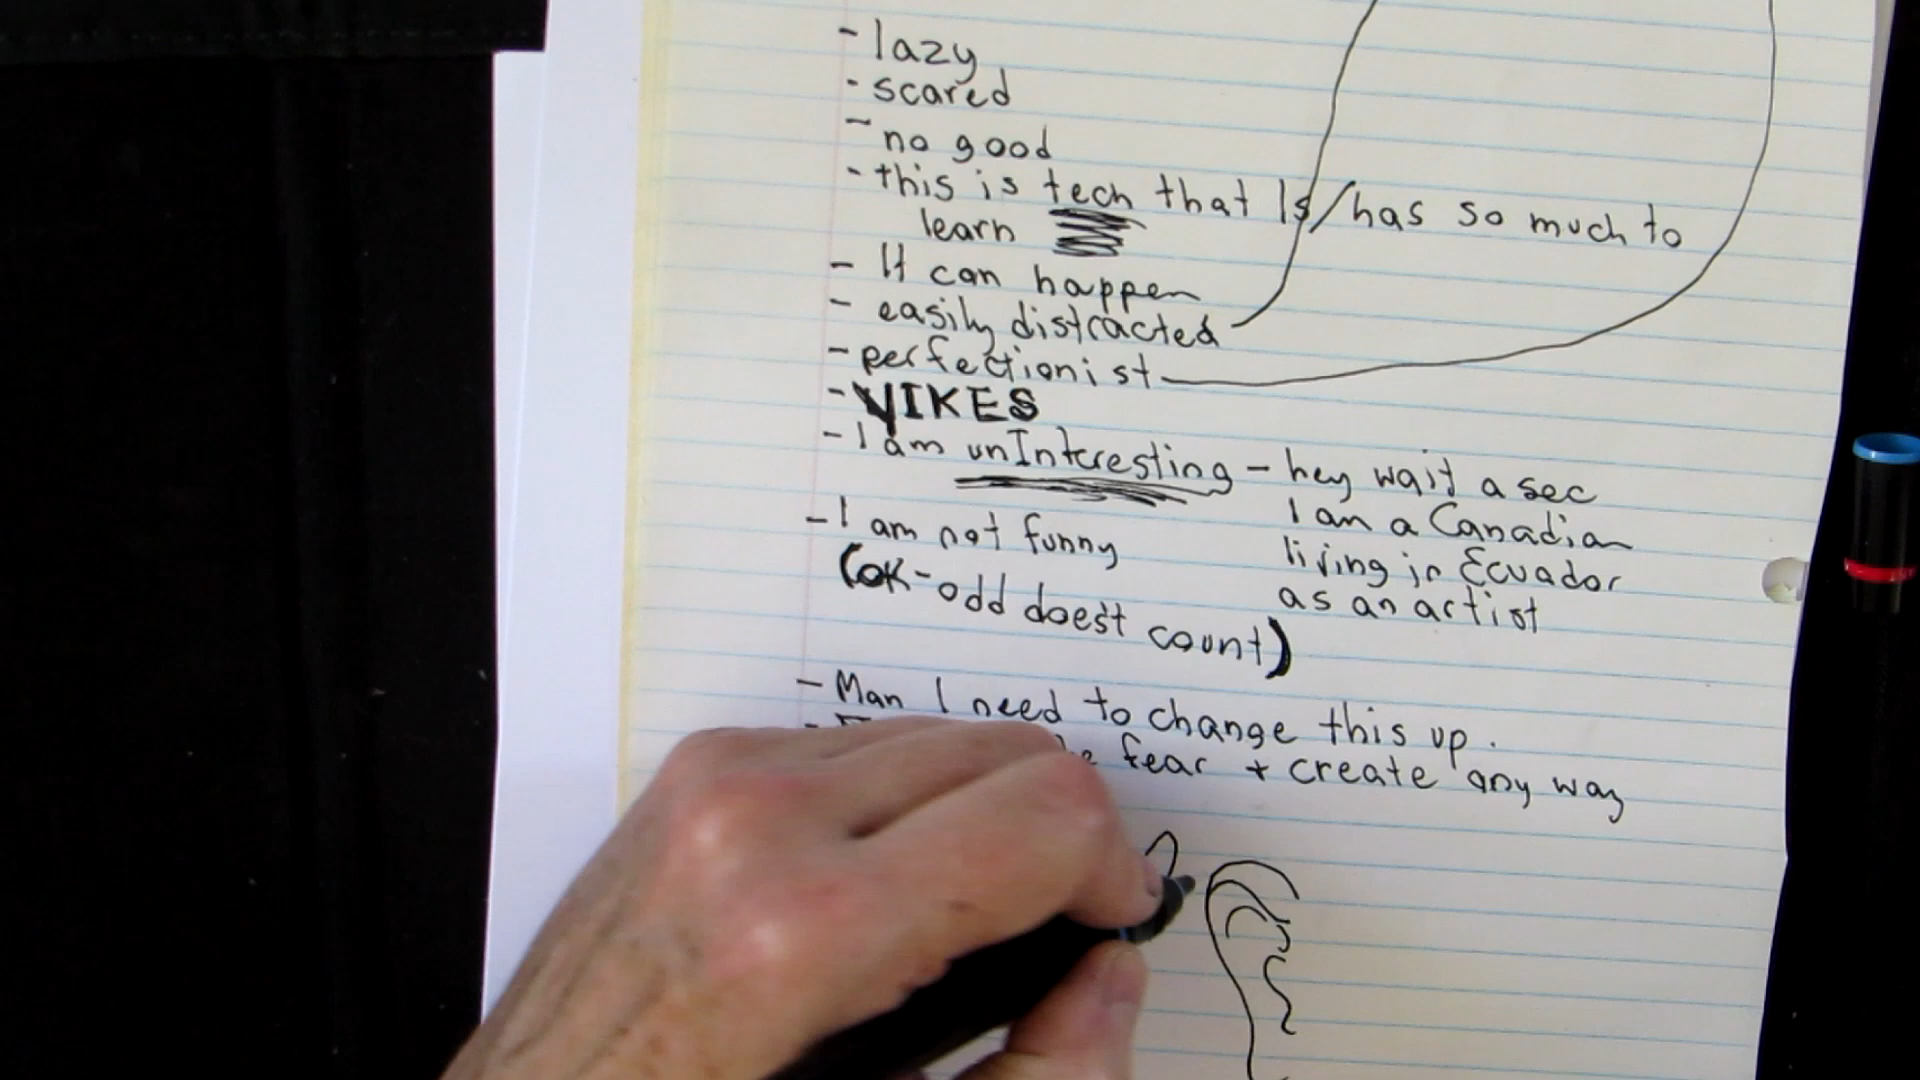 - lazy
- scared
- no good
- this is tech that Is/has so much to
learn
- It can happen
- easily distracted
- perfectionist
- YIKES
- I am unInteresting - hey wait a sec
I am a Canadian
living in Ecuador
as an artist
- I am not funny
(OK - odd does't count)
- Man I need to change this up.
- fear + create any way